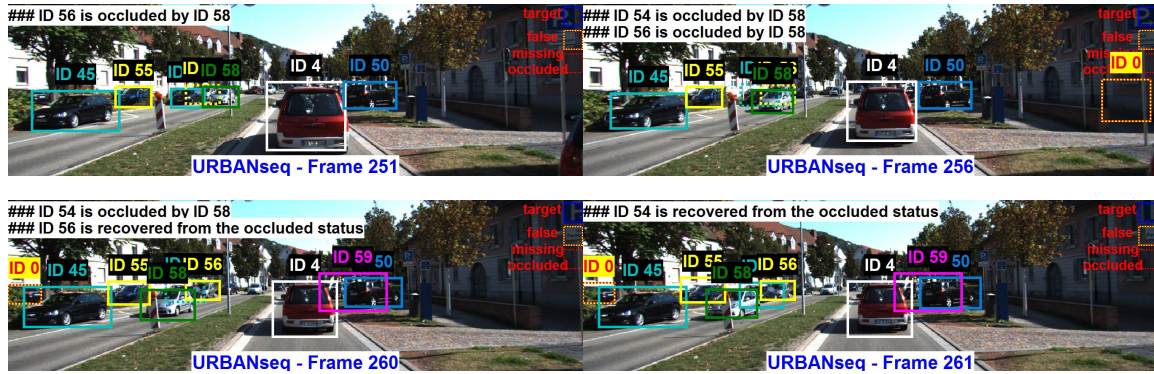 ### ID 56 is occluded by ID 58
target
false
missing
occluded
ID 45
ID 55
ID
ID
ID 58
ID 4
ID 50
URBANseq - Frame 251
### ID 54 is occluded by ID 58
### ID 56 is occluded by ID 58
target
false
missing
occluded
ID 0
ID 45
ID 55
ID 58
ID 4
ID 50
URBANseq - Frame 256
### ID 54 is occluded by ID 58
### ID 56 is recovered from the occluded status
target
false
missing
occluded
ID 0
ID 45
ID 55
ID 58
ID 56
ID 4
ID 59
50
URBANseq - Frame 260
### ID 54 is recovered from the occluded status
target
false
missing
occluded
ID 0
ID 45
ID 55
ID 58
ID 56
ID 4
ID 59
50
URBANseq - Frame 261